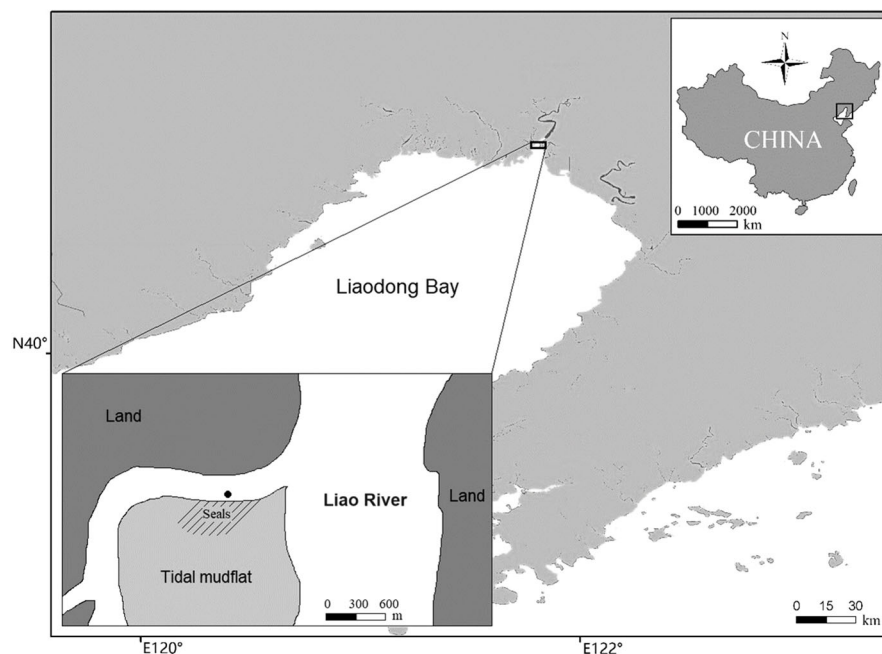 N
CHINA
0 1000 2000
km
Liaodong Bay
N40°
Land
Liao River
Land
Seals
Tidal mudflat
0 300 600
m
0 15 30
km
E120°
E122°